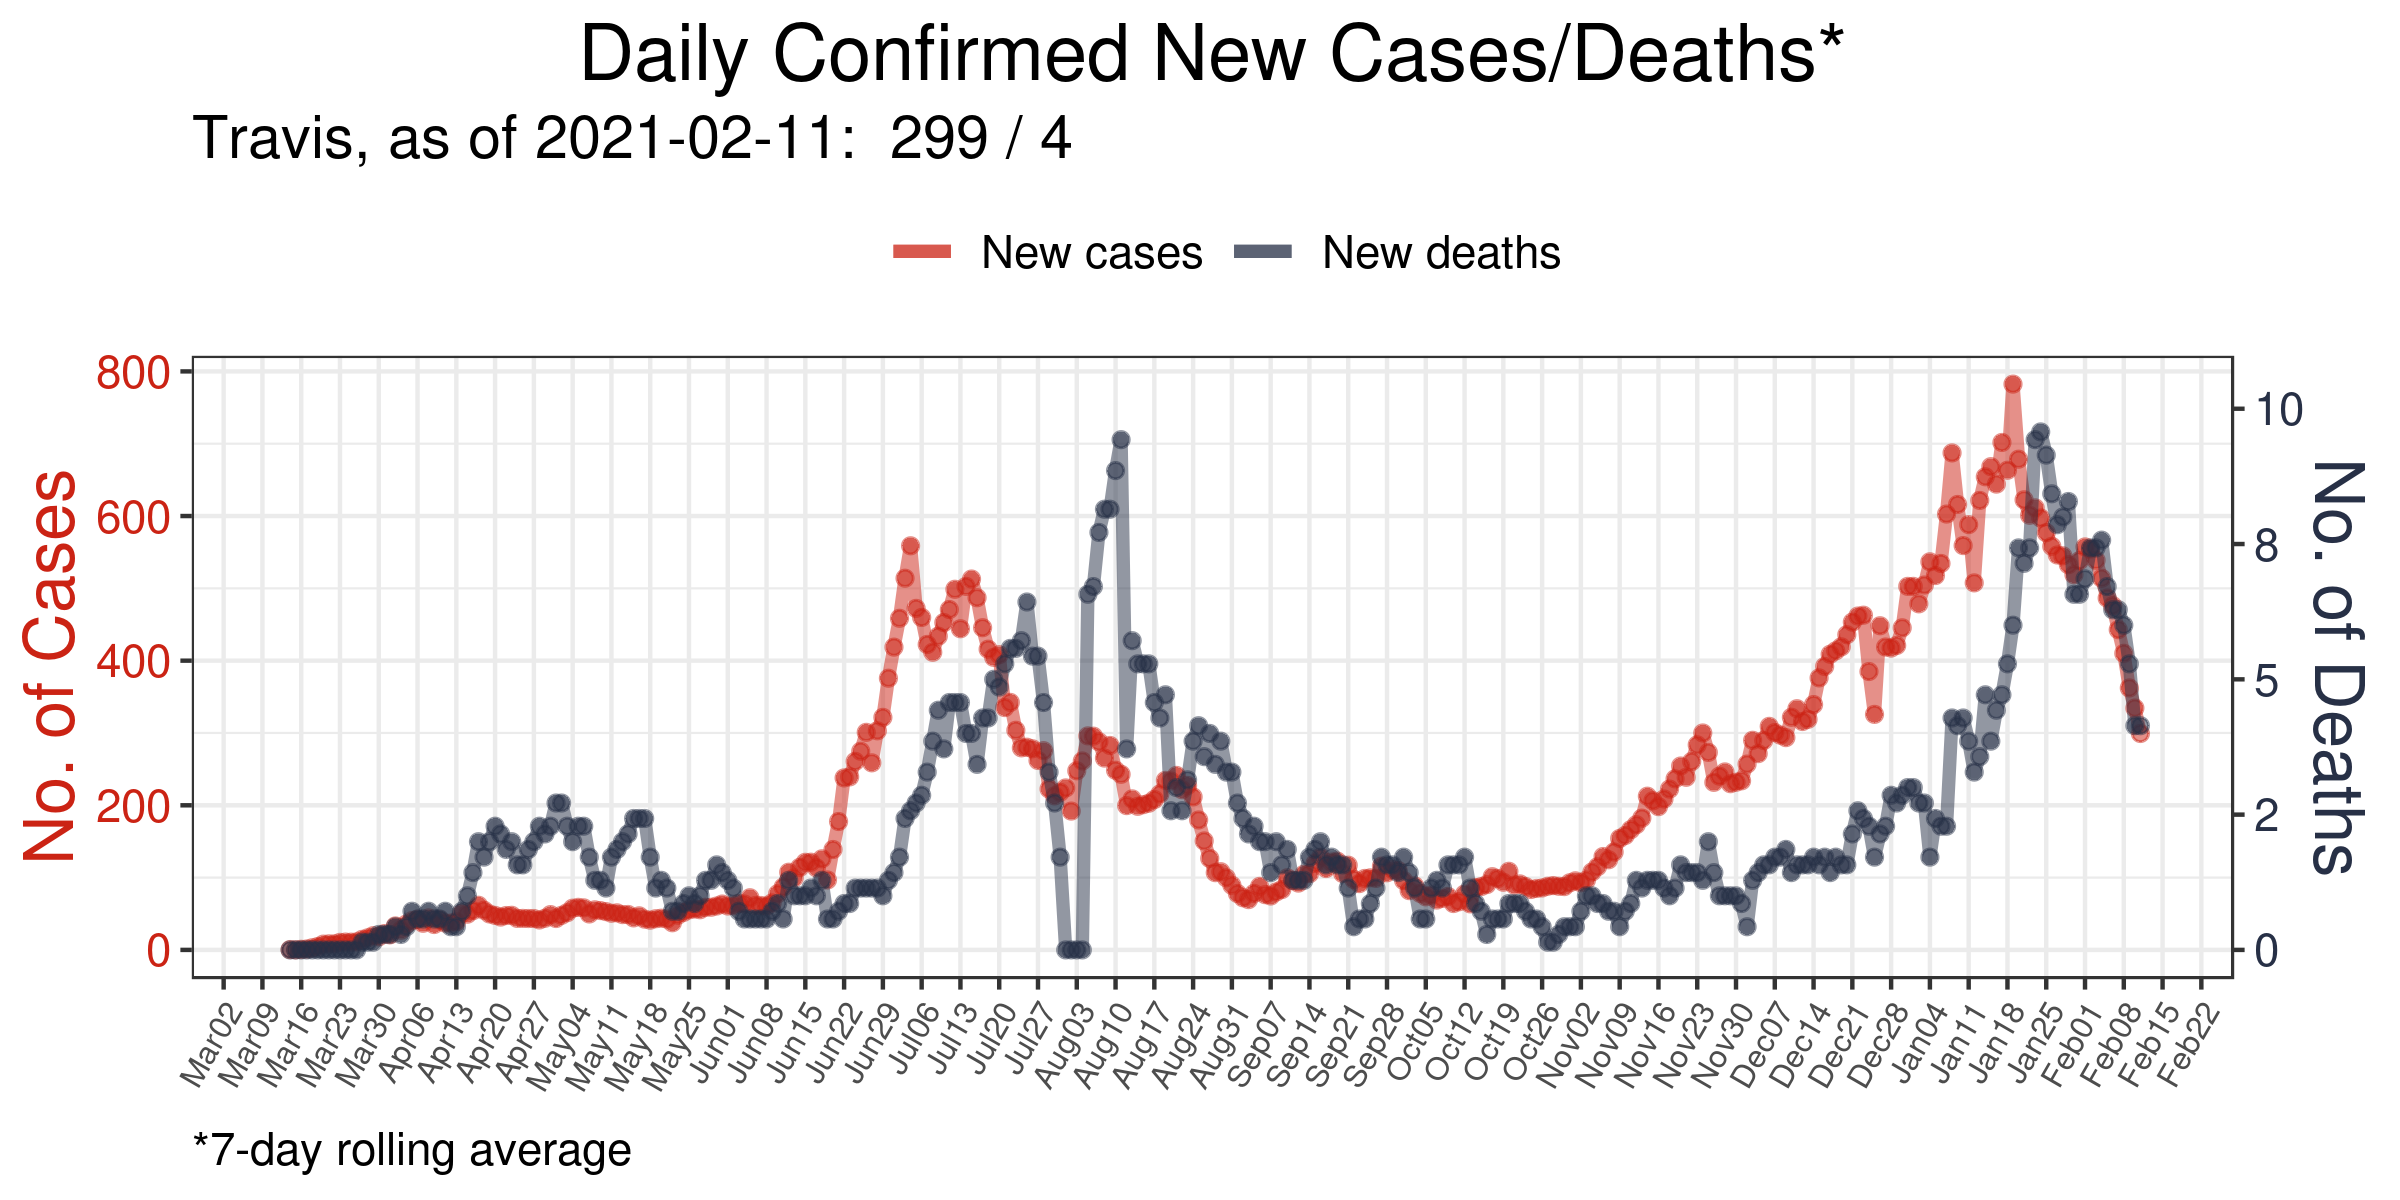 Daily Confirmed New Cases/Deaths*
Travis, as of 2021-02-11: 299 / 4
New cases New deaths
No. of Cases
800
600
400
200
0
10
8
5
2
0
No. of Deaths
Mar02 Mar09 Mar16 Mar23 Mar30 Apr06 Apr13 Apr20 Apr27 May04 May11 May18 May25 Jun01 Jun08 Jun15 Jun22 Jun29 Jul06 Jul13 Jul20 Jul27 Aug03 Aug10 Aug17 Aug24 Aug31 Sep07 Sep14 Sep21 Sep28 Oct05 Oct12 Oct19 Oct26 Nov02 Nov09 Nov16 Nov23 Nov30 Dec07 Dec14 Dec21 Dec28 Jan04 Jan11 Jan18 Jan25 Feb01 Feb08 Feb15 Feb22
*7-day rolling average